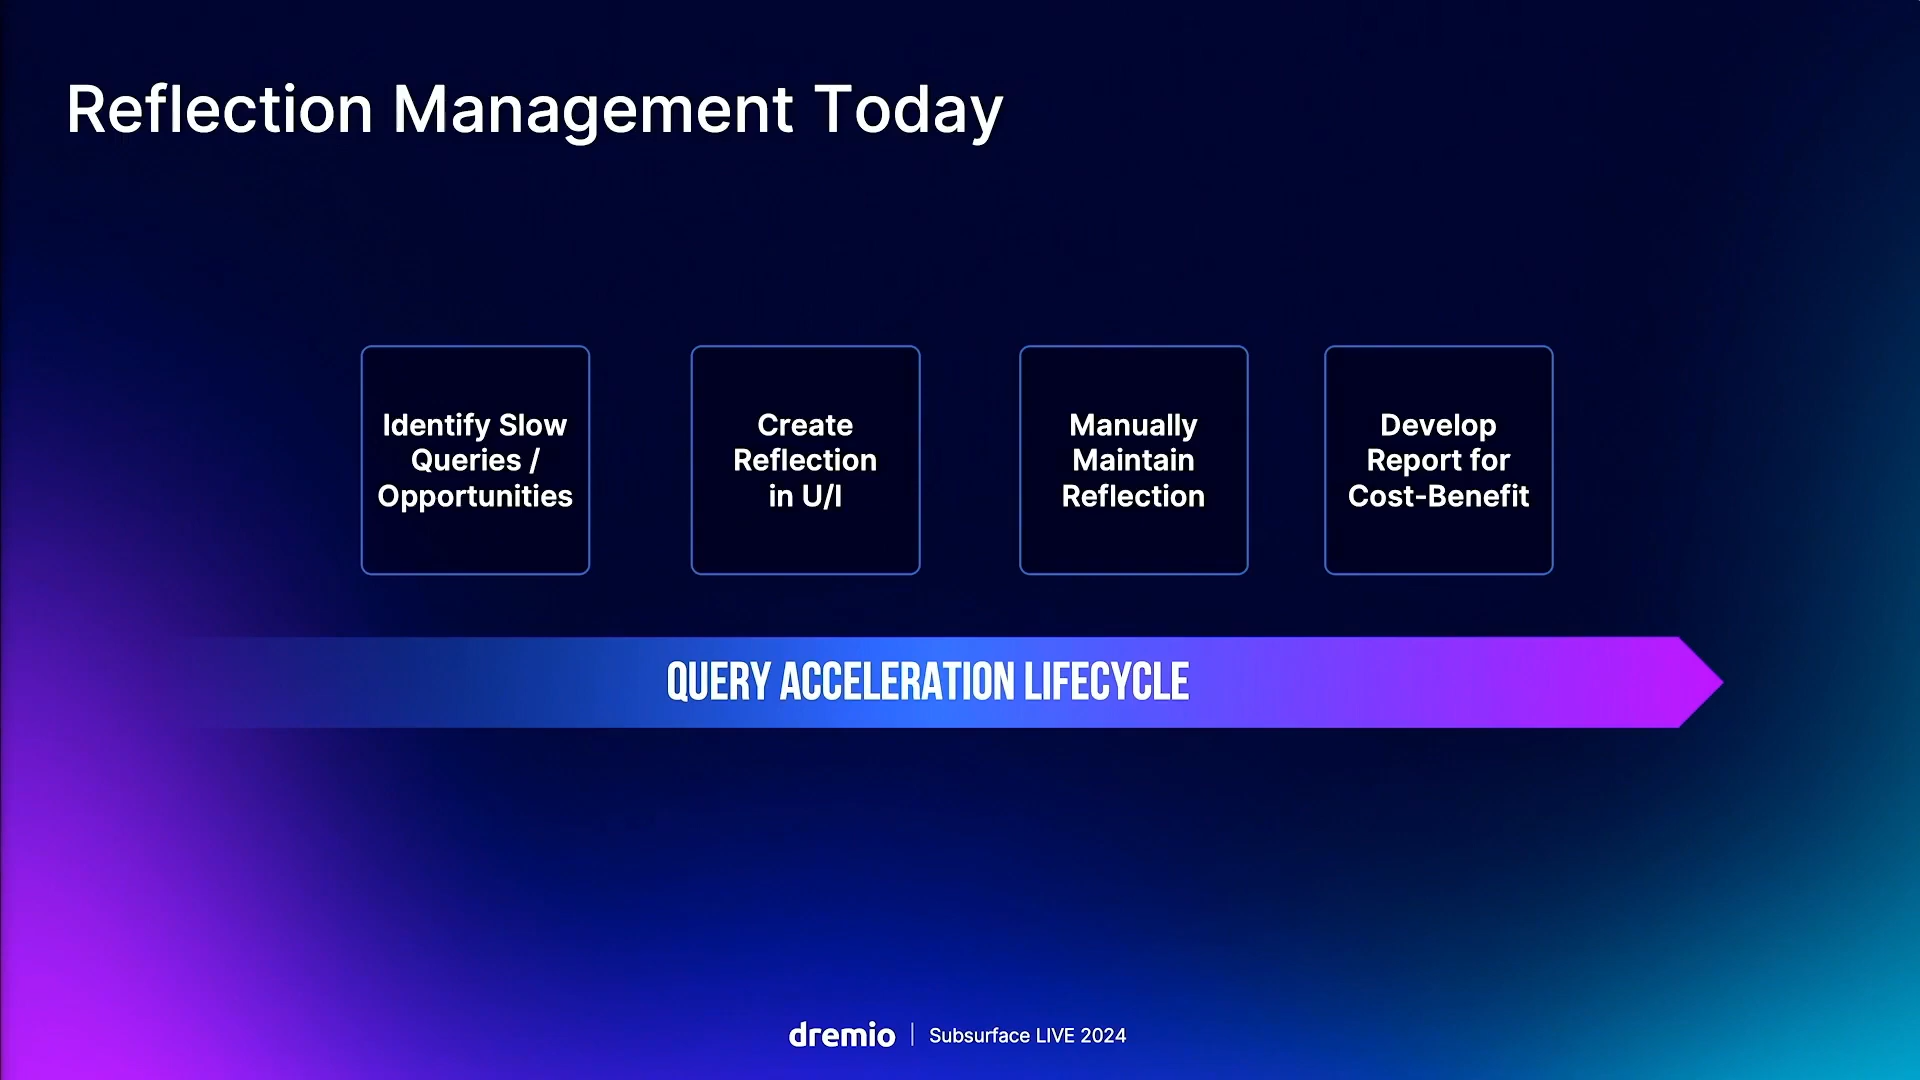 Reflection Management Today
Identify Slow
Queries /
Opportunities
Create
Reflection
in U/I
Manually
Maintain
Reflection
Develop
Report for
Cost-Benefit
QUERY ACCELERATION LIFECYCLE
dremio | Subsurface LIVE 2024